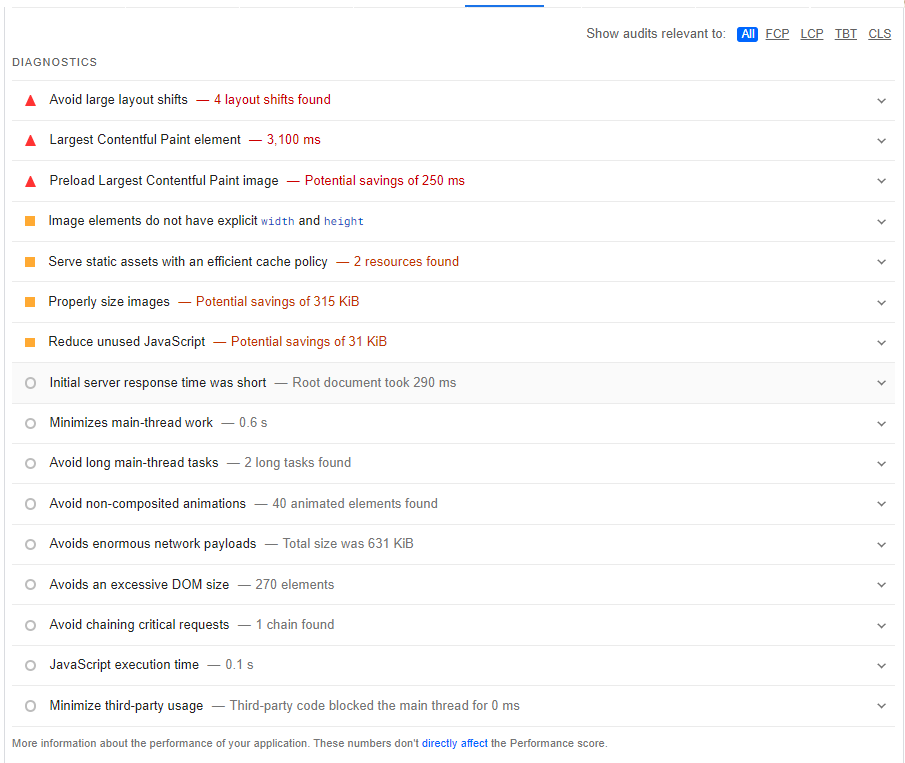 Show audits relevant to: All FCP LCP TBT CLS
DIAGNOSTICS
Avoid large layout shifts — 4 layout shifts found
Largest Contentful Paint element — 3,100 ms
Preload Largest Contentful Paint image — Potential savings of 250 ms
Image elements do not have explicit width and height
Serve static assets with an efficient cache policy — 2 resources found
Properly size images — Potential savings of 315 KiB
Reduce unused JavaScript — Potential savings of 31 KiB
Initial server response time was short — Root document took 290 ms
Minimizes main-thread work — 0.6 s
Avoid long main-thread tasks — 2 long tasks found
Avoid non-composited animations — 40 animated elements found
Avoids enormous network payloads — Total size was 631 KiB
Avoids an excessive DOM size — 270 elements
Avoid chaining critical requests — 1 chain found
JavaScript execution time — 0.1 s
Minimize third-party usage — Third-party code blocked the main thread for 0 ms
More information about the performance of your application. These numbers don't directly affect the Performance score.